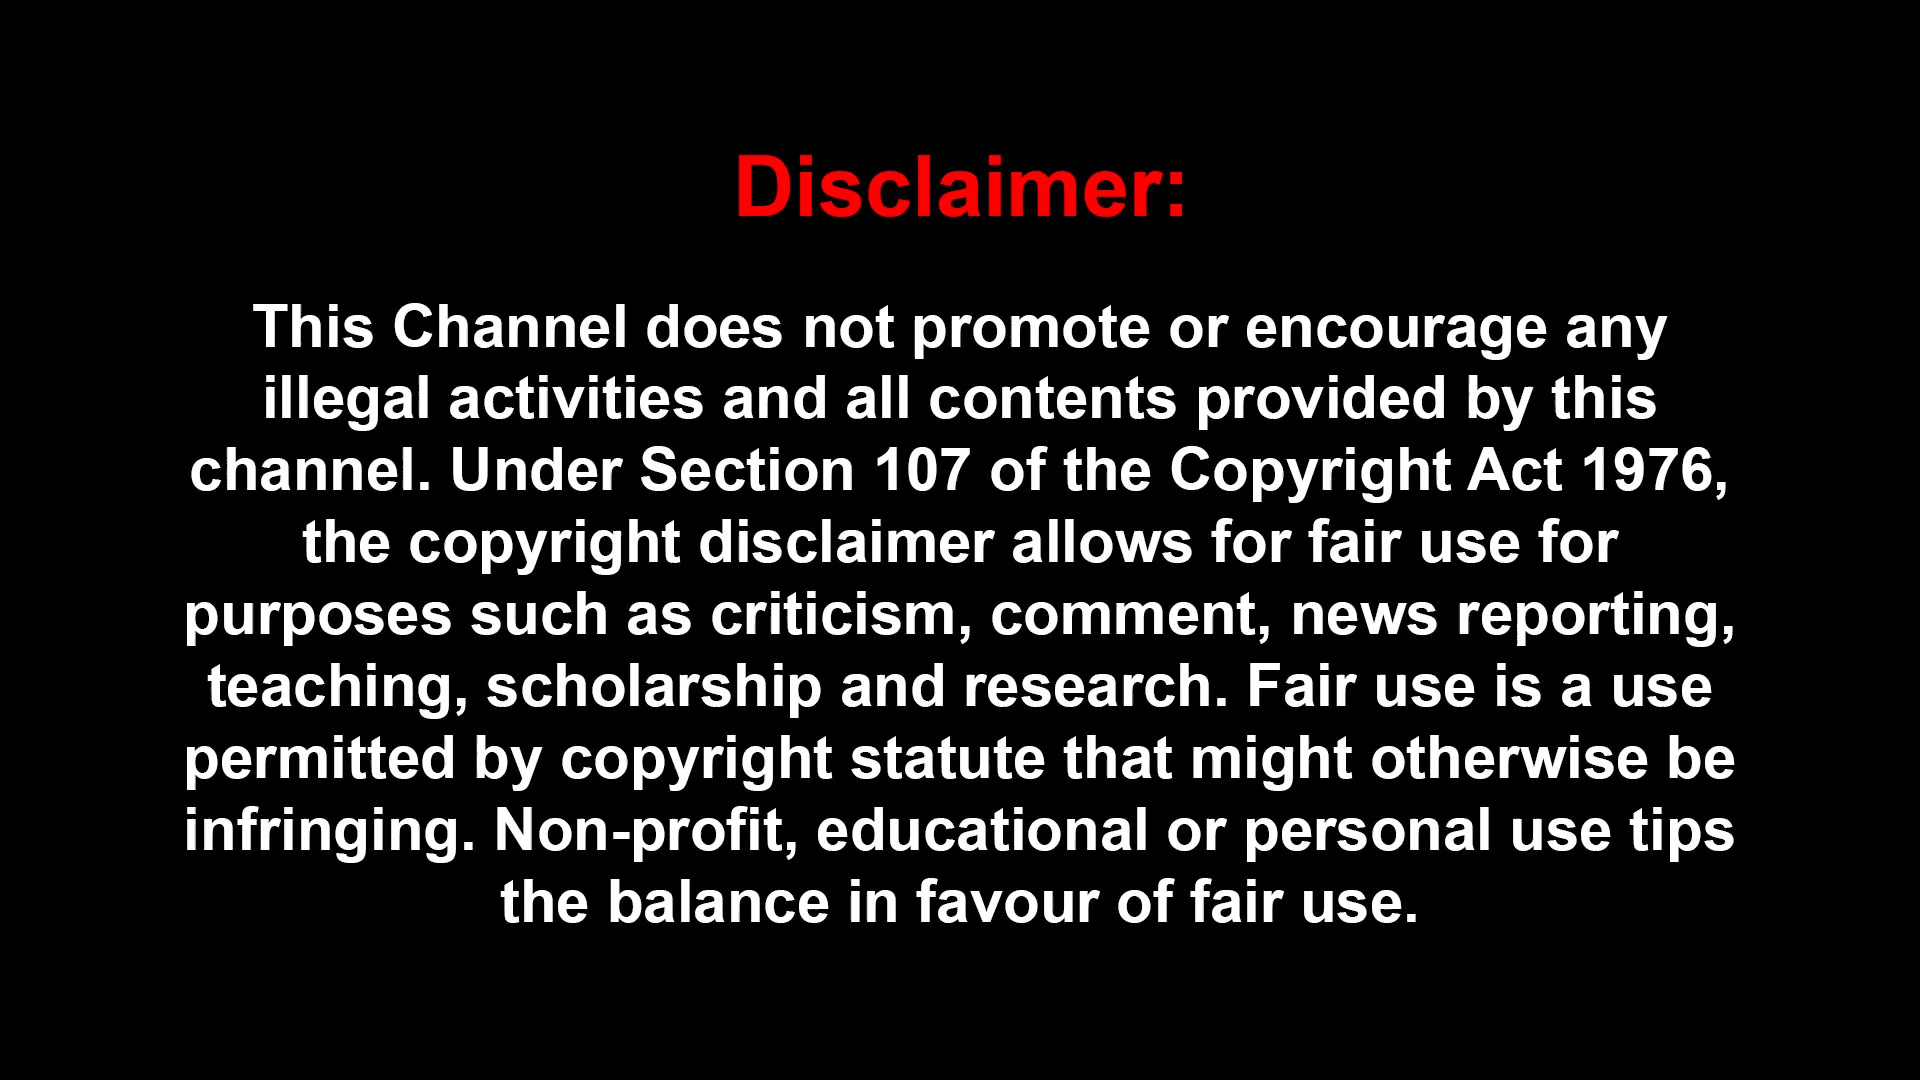 Disclaimer:
This Channel does not promote or encourage any
illegal activities and all contents provided by this
channel. Under Section 107 of the Copyright Act 1976,
the copyright disclaimer allows for fair use for
purposes such as criticism, comment, news reporting,
teaching, scholarship and research. Fair use is a use
permitted by copyright statute that might otherwise be
infringing. Non-profit, educational or personal use tips
the balance in favour of fair use.